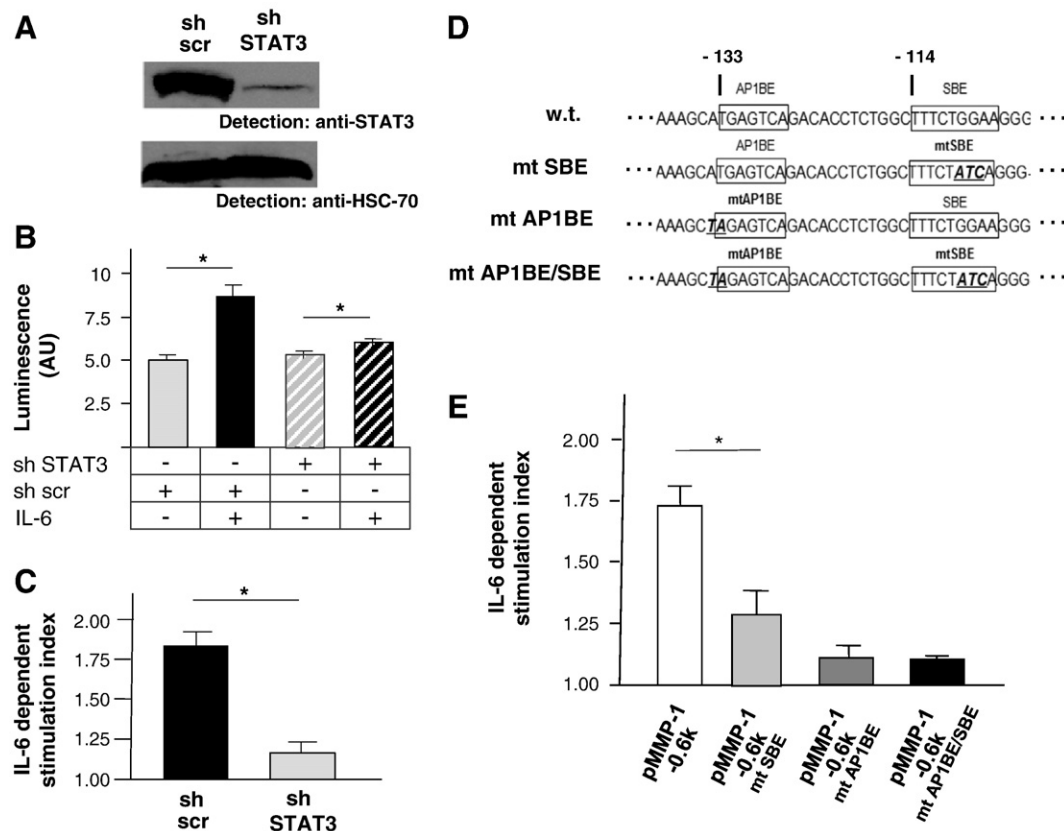 A
sh
scr
sh
STAT3
Detection: anti-STAT3
Detection: anti-HSC-70
B
Luminescence
(AU)
10
7.5
5.0
2.5
*
*
sh STAT3 - - + +
sh scr + + - -
IL-6 - + - +
C
IL-6 dependent
stimulation index
2.00
1.75
1.50
1.25
1.00
*
sh
scr
sh
STAT3
D
- 133
- 114
AP1BE
SBE
w.t.
···AAAGCATGAGTCAGACACCTCTGGCTTTCTGGAAGGG ···
AP1BE
mtSBE
mt SBE
···AAAGCATGAGTCAGACACCTCTGGCTTTCTATCAGGG· ···
mtAP1BE
SBE
mt AP1BE
···AAAGCTAGAGTCAGACACCTCTGGCTTTCTGGAAGGG ···
mtAP1BE
mtSBE
mt AP1BE/SBE
···AAAGCTAGAGTCAGACACCTCTGGCTTTCTATCAGGG ···
E
IL-6 dependent
stimulation index
2.00
1.75
1.50
1.25
1.00
*
pMMP-1
-0.6k
pMMP-1
-0.6k
mt SBE
pMMP-1
-0.6k
mt AP1BE
pMMP-1
-0.6k
mt AP1BE/SBE